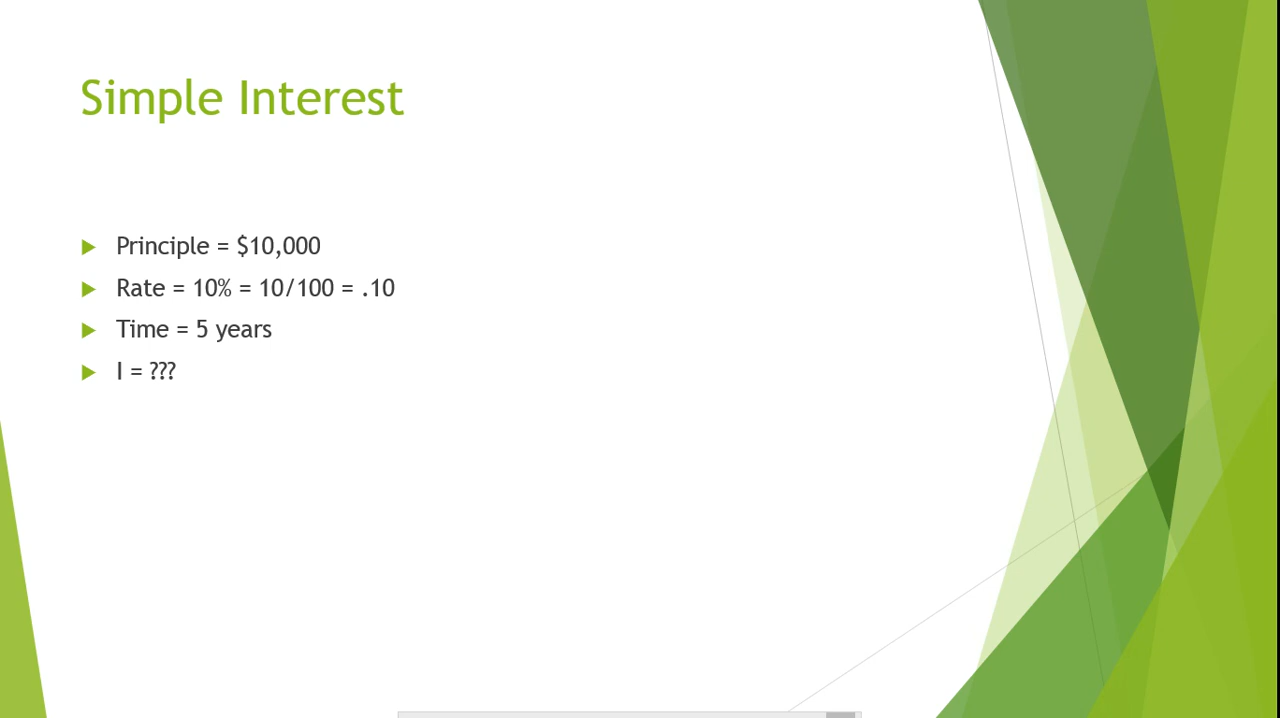 Simple Interest
Principle = $10,000
Rate = 10% = 10/100 = .10
Time = 5 years
I = ???